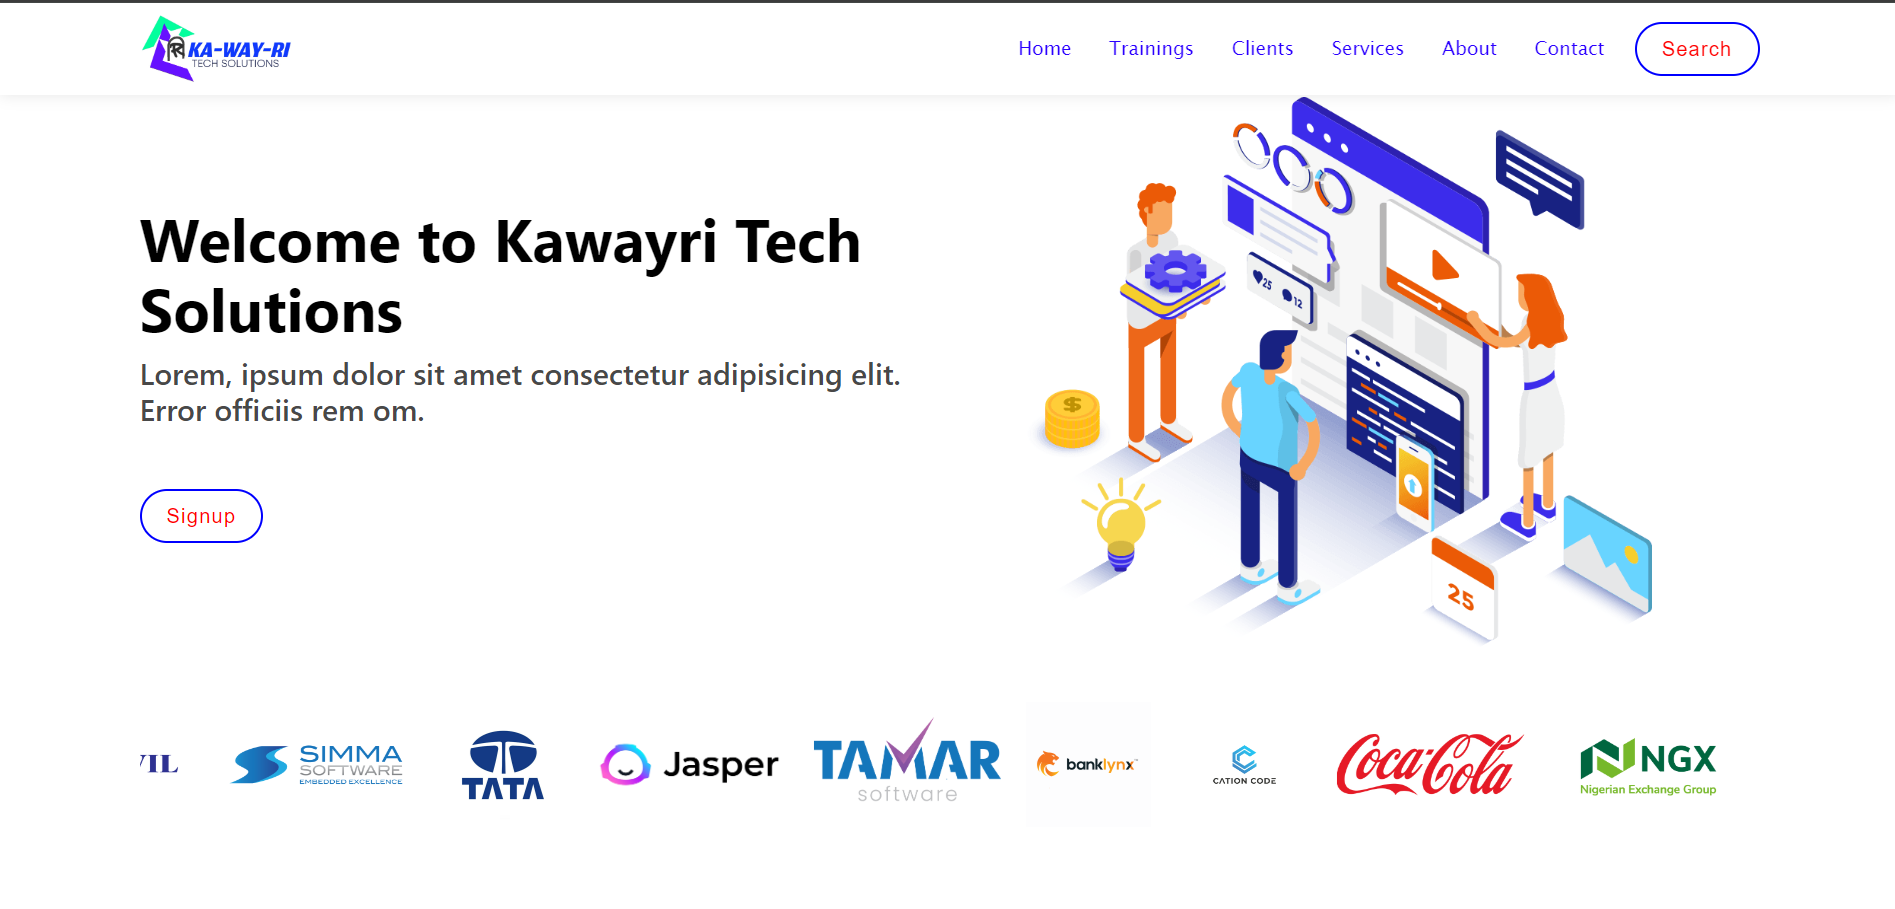 KA-WAY-RI
TECH SOLUTIONS
Home Trainings Clients Services About Contact Search
Welcome to Kawayri Tech
Solutions
Lorem, ipsum dolor sit amet consectetur adipisicing elit.
Error officiis rem om.
Signup
25 12
$
25
VIL
SIMMA
SOFTWARE
EMBEDDED EXCELLENCE
TATA
Jasper
TAMAR
software
banklynx
CATION CODE
Coca-Cola
NGX
Nigerian Exchange Group